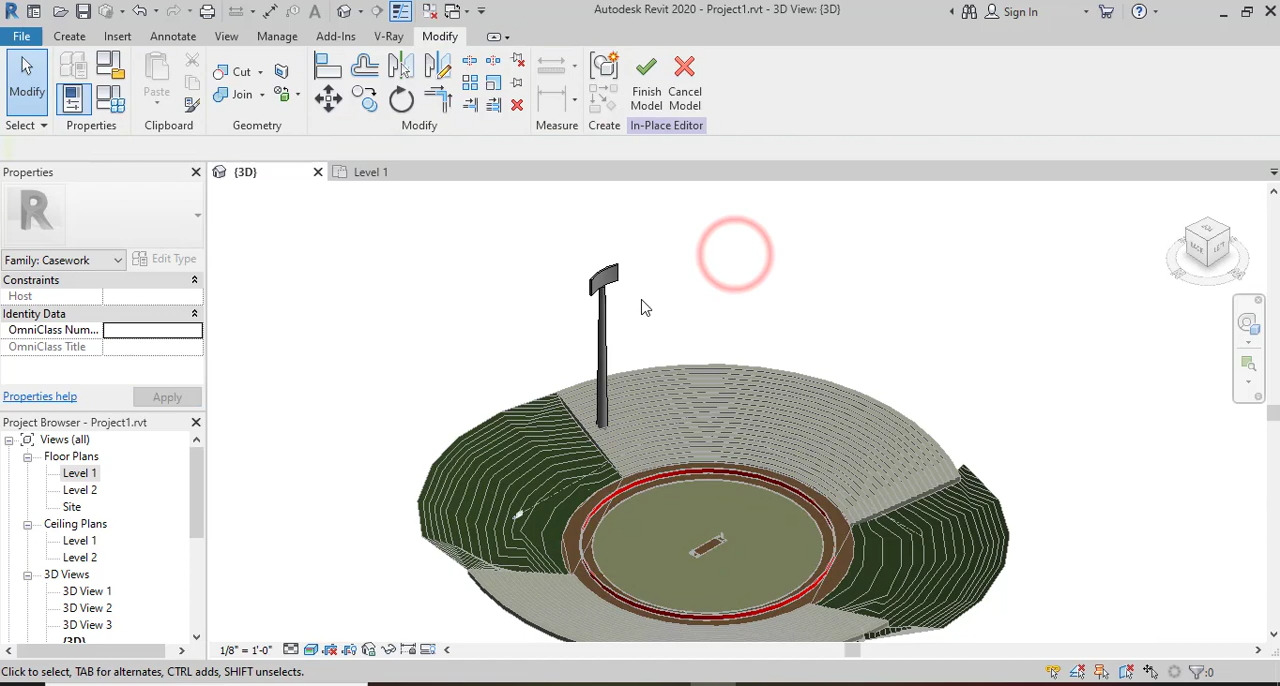 Autodesk Revit 2020 - Project1.rvt - 3D View: {3D}
Sign In
File Create Insert Annotate View Manage Add-Ins V-Ray Modify
Modify
Paste
Cut
Join
Finish Model
Cancel Model
Select Properties Clipboard Geometry Modify Measure Create In-Place Editor
Properties
{3D}
Level 1
R
Family: Casework
Edit Type
Constraints
Host
Identity Data
OmniClass Num...
OmniClass Title
Properties help
Apply
Project Browser - Project1.rvt
Views (all)
Floor Plans
Level 1
Level 2
Site
Ceiling Plans
Level 1
Level 2
3D Views
3D View 1
3D View 2
3D View 3
{3D}
TOP
BACK
LEFT
1/8" = 1'-0"
Click to select, TAB for alternates, CTRL adds, SHIFT unselects.
:0